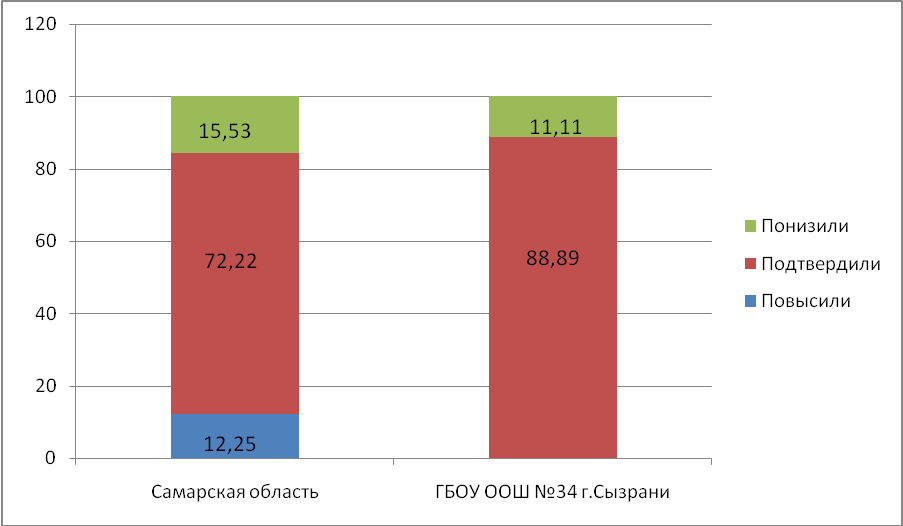 120
100
80
60
40
20
0
15,53
72,22
12,25
11,11
88,89
Самарская область
ГБОУ ООШ №34 г.Сызрани
Понизили
Подтвердили
Повысили